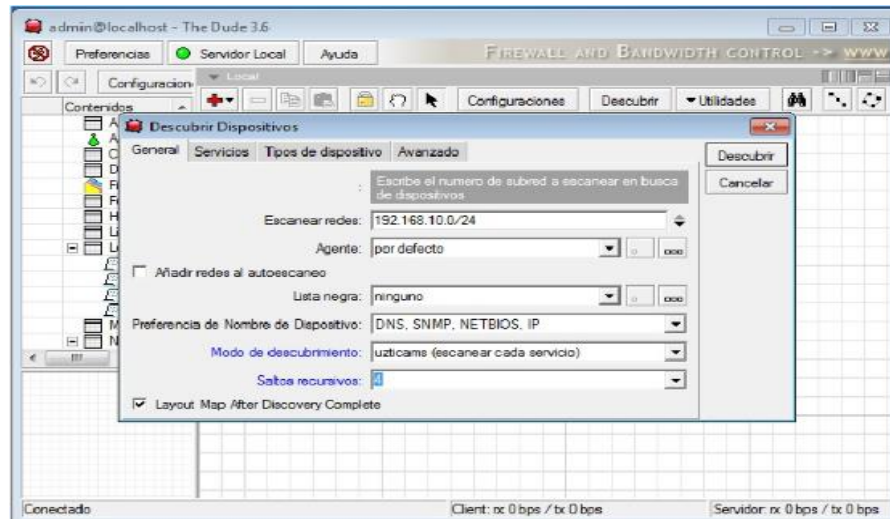 admin@localhost - The Dude 3.6
Preferencias Servidor Local Ayuda FIREWALL AND BANDWIDTH CONTROL -> WWW
Configuracion Local
Contenidos Configuraciones Descubrir Utilidades
Descubrir Dispositivos
General Servicios Tipos de dispositivo Avanzado Descubrir
Escribe el numero de subred a escanear en busca de dispositivos Cancelar
Escanear redes: 192.168.10.0/24
Agente: por defecto
Añadir redes al autoescaneo
Lista negra: ninguno
Preferencia de Nombre de Dispositivo: DNS, SNMP, NETBIOS, IP
Modo de descubrimiento: uzticams (escanear cada servicio)
Saltos recursivos: 4
Layout Map After Discovery Complete
Conectado Client: rx 0 bps / tx 0 bps Servidor: rx 0 bps / tx 0 bps